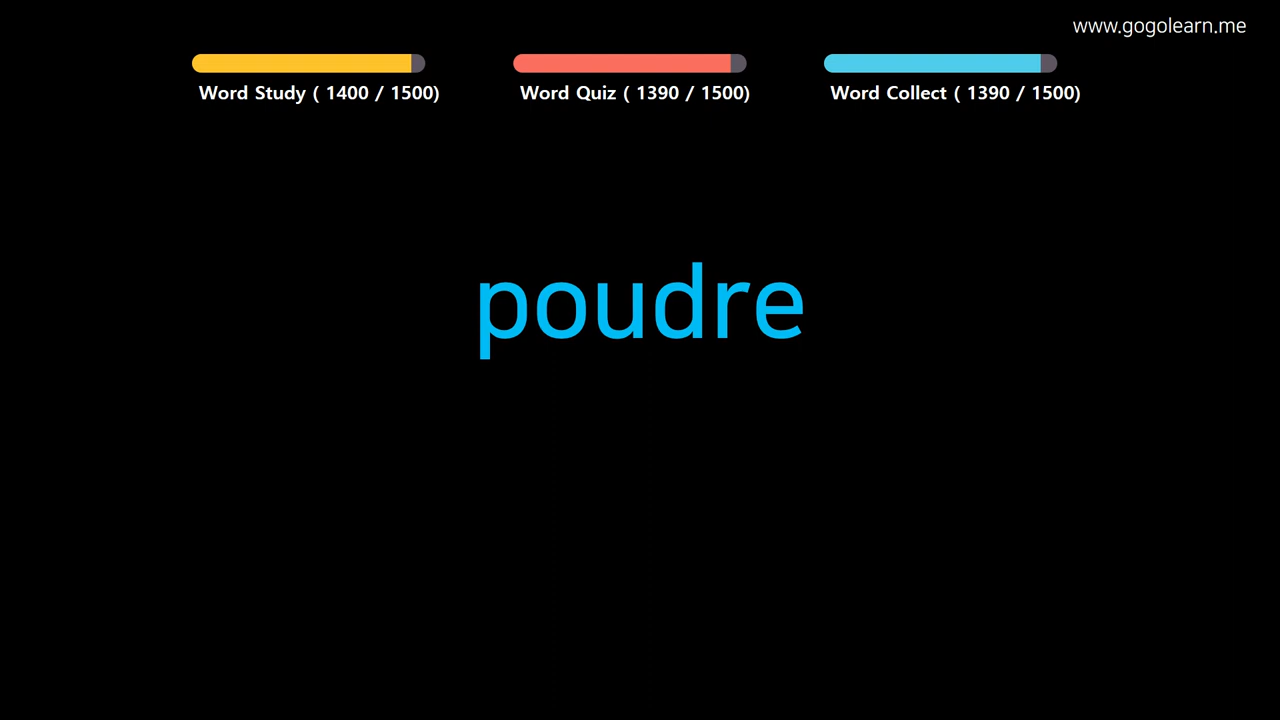 www.gogolearn.me
Word Study ( 1400 / 1500)
Word Quiz ( 1390 / 1500)
Word Collect ( 1390 / 1500)
poudre